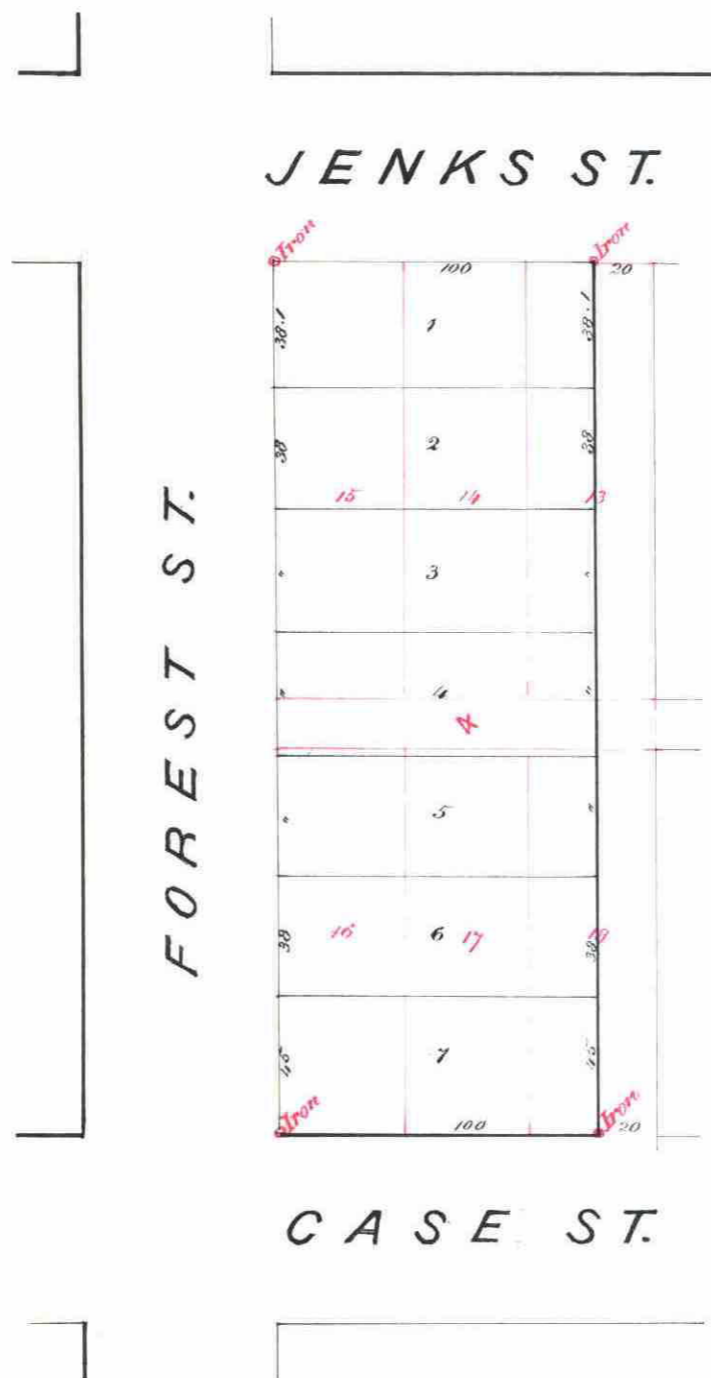 JENKS ST.
Iron Iron
100 20
38.1 1 38.1
38 2 38
15 14 13
" 3 "
" 4 "
4
FOREST ST.
" 5 "
16 6 17 18
38 38
45 7 45
Iron Iron
100 20
CASE ST.